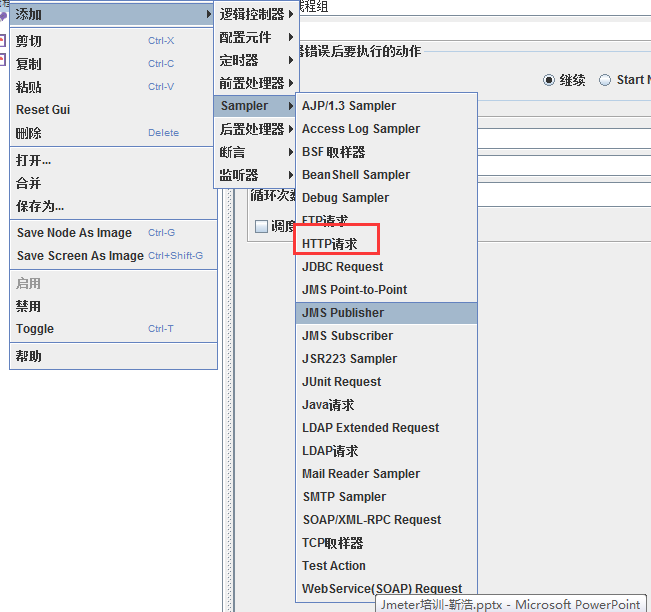 添加
剪切 Ctrl-X
复制 Ctrl-C
粘贴 Ctrl-V
Reset Gui
删除 Delete
打开...
合并
保存为...
Save Node As Image Ctrl-G
Save Screen As Image Ctrl+Shift-G
启用
禁用
Toggle Ctrl-T
帮助
逻辑控制器
配置元件
定时器
前置处理器
Sampler
后置处理器
断言
监听器
AJP/1.3 Sampler
Access Log Sampler
BSF 取样器
BeanShell Sampler
Debug Sampler
FTP请求
HTTP请求
JDBC Request
JMS Point-to-Point
JMS Publisher
JMS Subscriber
JSR223 Sampler
JUnit Request
Java请求
LDAP Extended Request
LDAP请求
Mail Reader Sampler
SMTP Sampler
SOAP/XML-RPC Request
TCP取样器
Test Action
WebService(SOAP) Request
线程组
器错误后要执行的动作
继续 Start N
循环次数
调度
Jmeter培训-靳浩.pptx - Microsoft PowerPoint